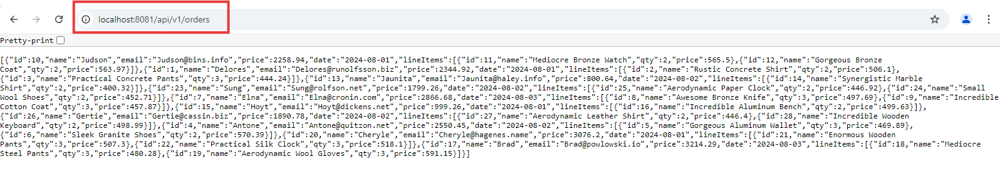 localhost:8081/api/v1/orders
Pretty-print
[{"id":10,"name":"Judson","email":"Judson@bins.info","price":2258.94,"date":"2024-08-01","lineItems":[{"id":11,"name":"Mediocre Bronze Watch","qty":2,"price":565.5},{"id":12,"name":"Gorgeous Bronze
Coat","qty":2,"price":563.97}]},{"id":1,"name":"Delores","email":"Delores@runolfsson.biz","price":2344.92,"date":"2024-08-01","lineItems":[{"id":2,"name":"Rustic Concrete Shirt","qty":2,"price":506.1},
{"id":3,"name":"Practical Concrete Pants","qty":3,"price":444.24}]},{"id":13,"name":"Jaunita","email":"Jaunita@haley.info","price":800.64,"date":"2024-08-02","lineItems":[{"id":14,"name":"Synergistic Marble
Shirt","qty":2,"price":400.32}]},{"id":23,"name":"Sung","email":"Sung@rolfson.net","price":1799.26,"date":"2024-08-02","lineItems":[{"id":25,"name":"Aerodynamic Paper Clock","qty":2,"price":446.92},{"id":24,"name":"Small
Wool Shoes","qty":2,"price":452.71}]},{"id":7,"name":"Elna","email":"Elna@cronin.com","price":2866.68,"date":"2024-08-03","lineItems":[{"id":8,"name":"Awesome Bronze Knife","qty":3,"price":497.69},{"id":9,"name":"Incredible
Cotton Coat","qty":3,"price":457.87}]},{"id":15,"name":"Hoyt","email":"Hoyt@dickens.net","price":999.26,"date":"2024-08-01","lineItems":[{"id":16,"name":"Incredible Aluminum Bench","qty":2,"price":499.63}]},
{"id":26,"name":"Gertie","email":"Gertie@cassin.biz","price":1890.78,"date":"2024-08-02","lineItems":[{"id":27,"name":"Aerodynamic Leather Shirt","qty":2,"price":446.4},{"id":28,"name":"Incredible Wooden
Keyboard","qty":2,"price":498.99}]},{"id":4,"name":"Antone","email":"Antone@quitzon.net","price":2550.45,"date":"2024-08-02","lineItems":[{"id":5,"name":"Gorgeous Aluminum Wallet","qty":3,"price":469.89},
{"id":6,"name":"Sleek Granite Shoes","qty":2,"price":570.39}]},{"id":20,"name":"Cheryle","email":"Cheryle@hagenes.name","price":3076.2,"date":"2024-08-01","lineItems":[{"id":21,"name":"Enormous Wooden
Pants","qty":3,"price":507.3},{"id":22,"name":"Practical Silk Clock","qty":3,"price":518.1}]},{"id":17,"name":"Brad","email":"Brad@powlowski.io","price":3214.29,"date":"2024-08-03","lineItems":[{"id":18,"name":"Mediocre
Steel Pants","qty":3,"price":480.28},{"id":19,"name":"Aerodynamic Wool Gloves","qty":3,"price":591.15}]}]